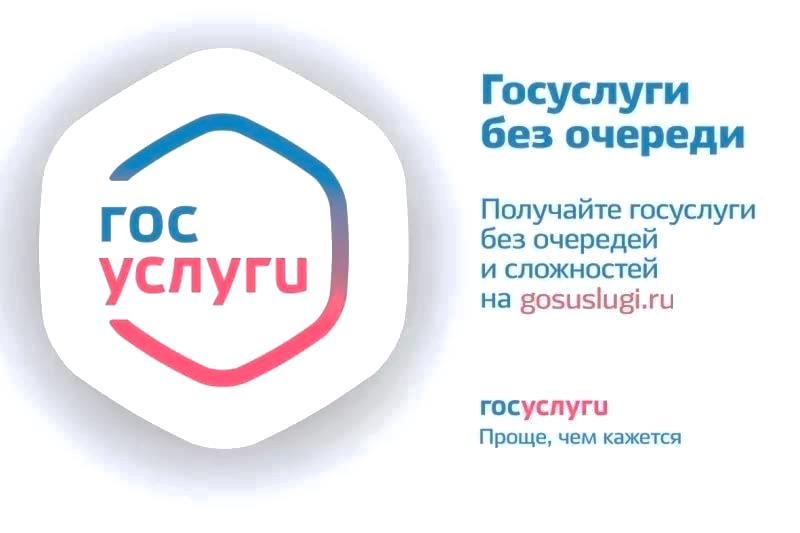 гос
услуги
Госуслуги
без очереди
Получайте госуслуги
без очередей
и сложностей
на gosuslugi.ru
госуслуги
Проще, чем кажется